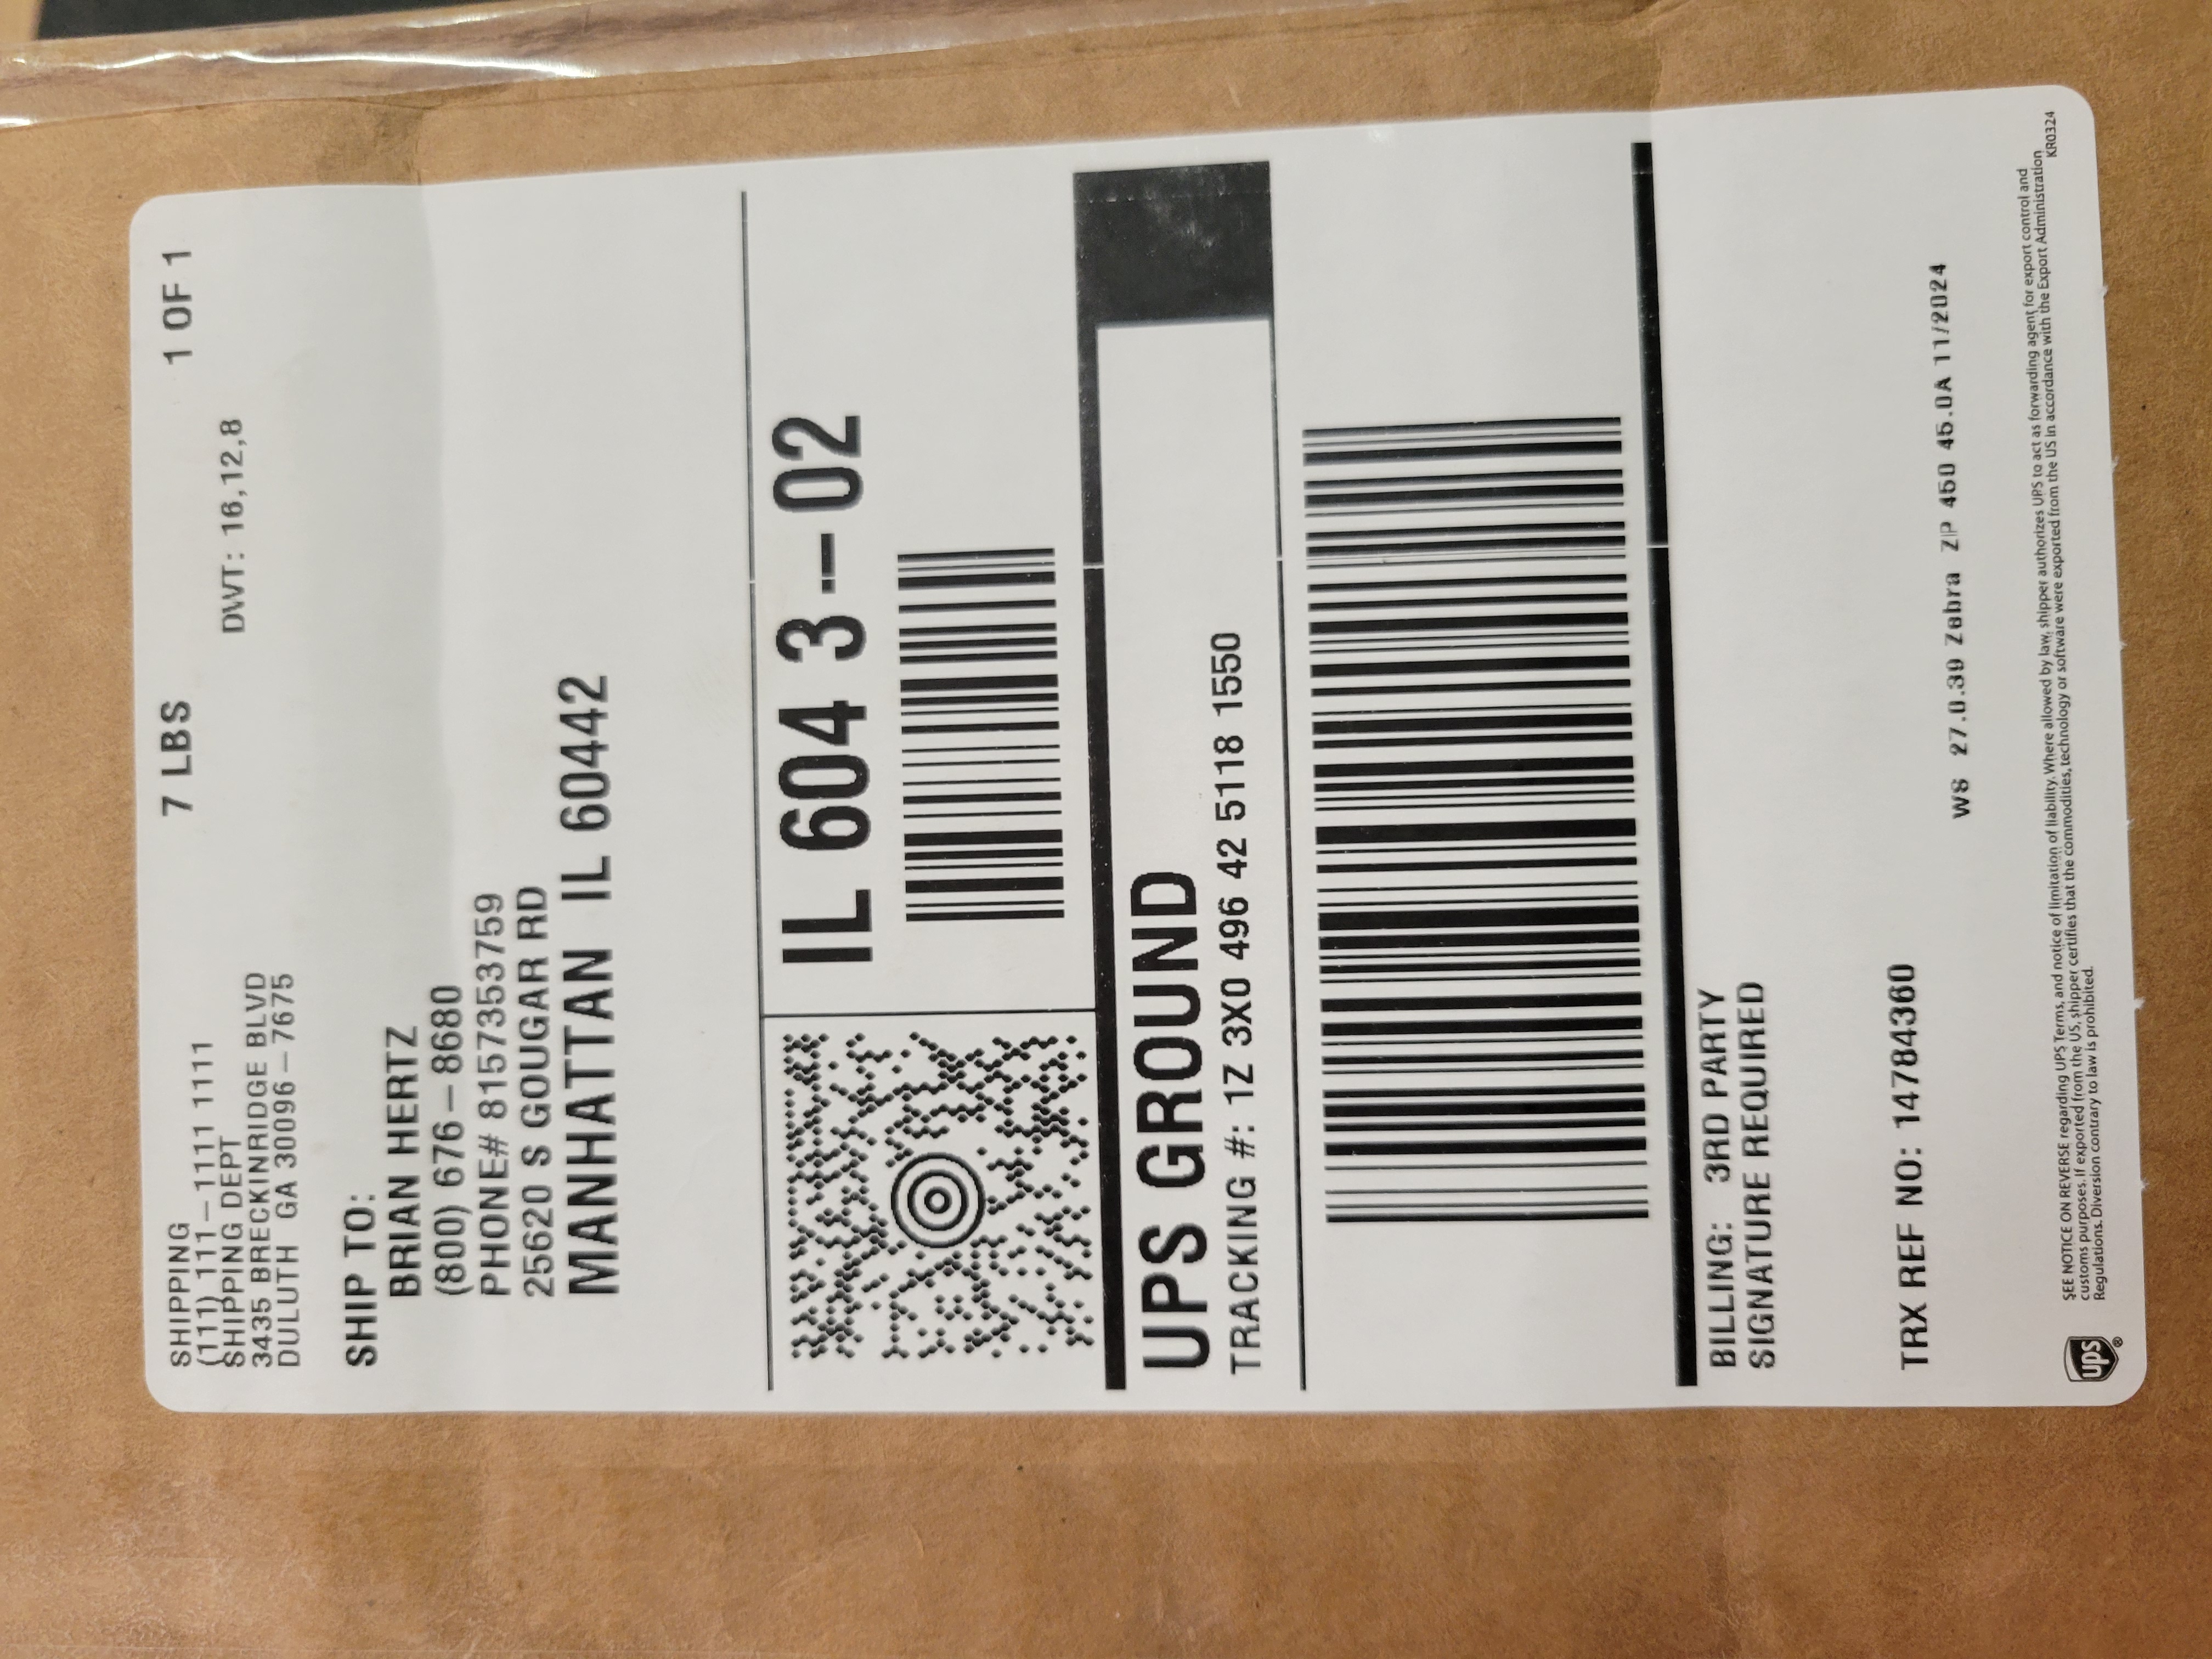 SHIPPING
(111) 111-1111 1111
SHIPPING DEPT
3435 BRECKINRIDGE BLVD
DULUTH GA 30096-7675
7 LBS
1 OF 1
DWT: 16,12,8
SHIP TO:
BRIAN HERTZ
(800) 676-8680
PHONE# 8157353759
25620 S GOUGAR RD
MANHATTAN IL 60442
IL 604 3-02
UPS GROUND
TRACKING #: 1Z 3X0 496 42 5118 1550
BILLING: 3RD PARTY
SIGNATURE REQUIRED
TRX REF NO: 14784360
WS 27.0.39 Zebra ZP 450 45.0A 11/2024
ups®
SEE NOTICE ON REVERSE regarding UPS Terms, and notice of limitation of liability. Where allowed by law, shipper authorizes UPS to act as forwarding agent for export control and
customs purposes. If exported from the US, shipper certifies that the commodities, technology or software were exported from the US in accordance with the Export Administration
Regulations. Diversion contrary to law is prohibited.
KR0324